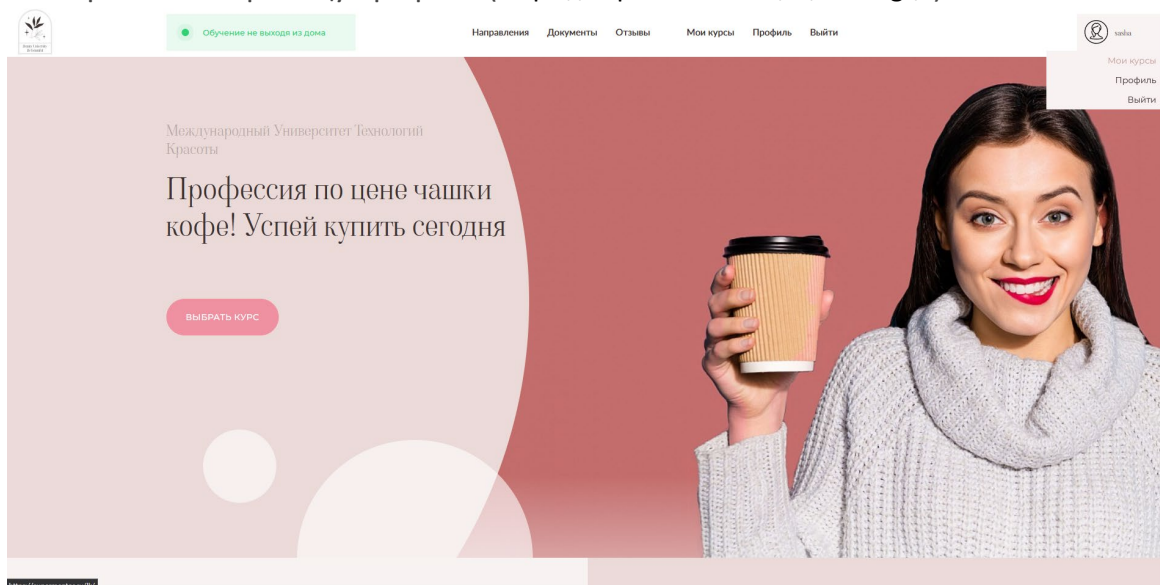 Обучение не выходя из дома
Направления Документы Отзывы Мои курсы Профиль Выйти
sasha
Мои курсы
Профиль
Выйти
Международный Университет Технологий
Красоты
Профессия по цене чашки
кофе! Успей купить сегодня
ВЫБРАТЬ КУРС